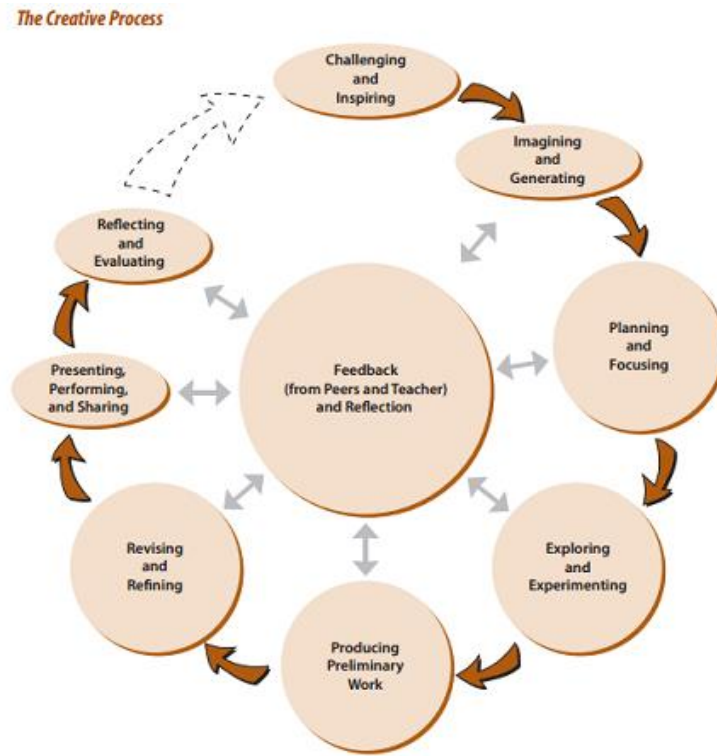 The Creative Process
Challenging
and
Inspiring
Imagining
and
Generating
Planning
and
Focusing
Exploring
and
Experimenting
Producing
Preliminary
Work
Revising
and
Refining
Presenting,
Performing,
and Sharing
Reflecting
and
Evaluating
Feedback
(from Peers and Teacher)
and Reflection